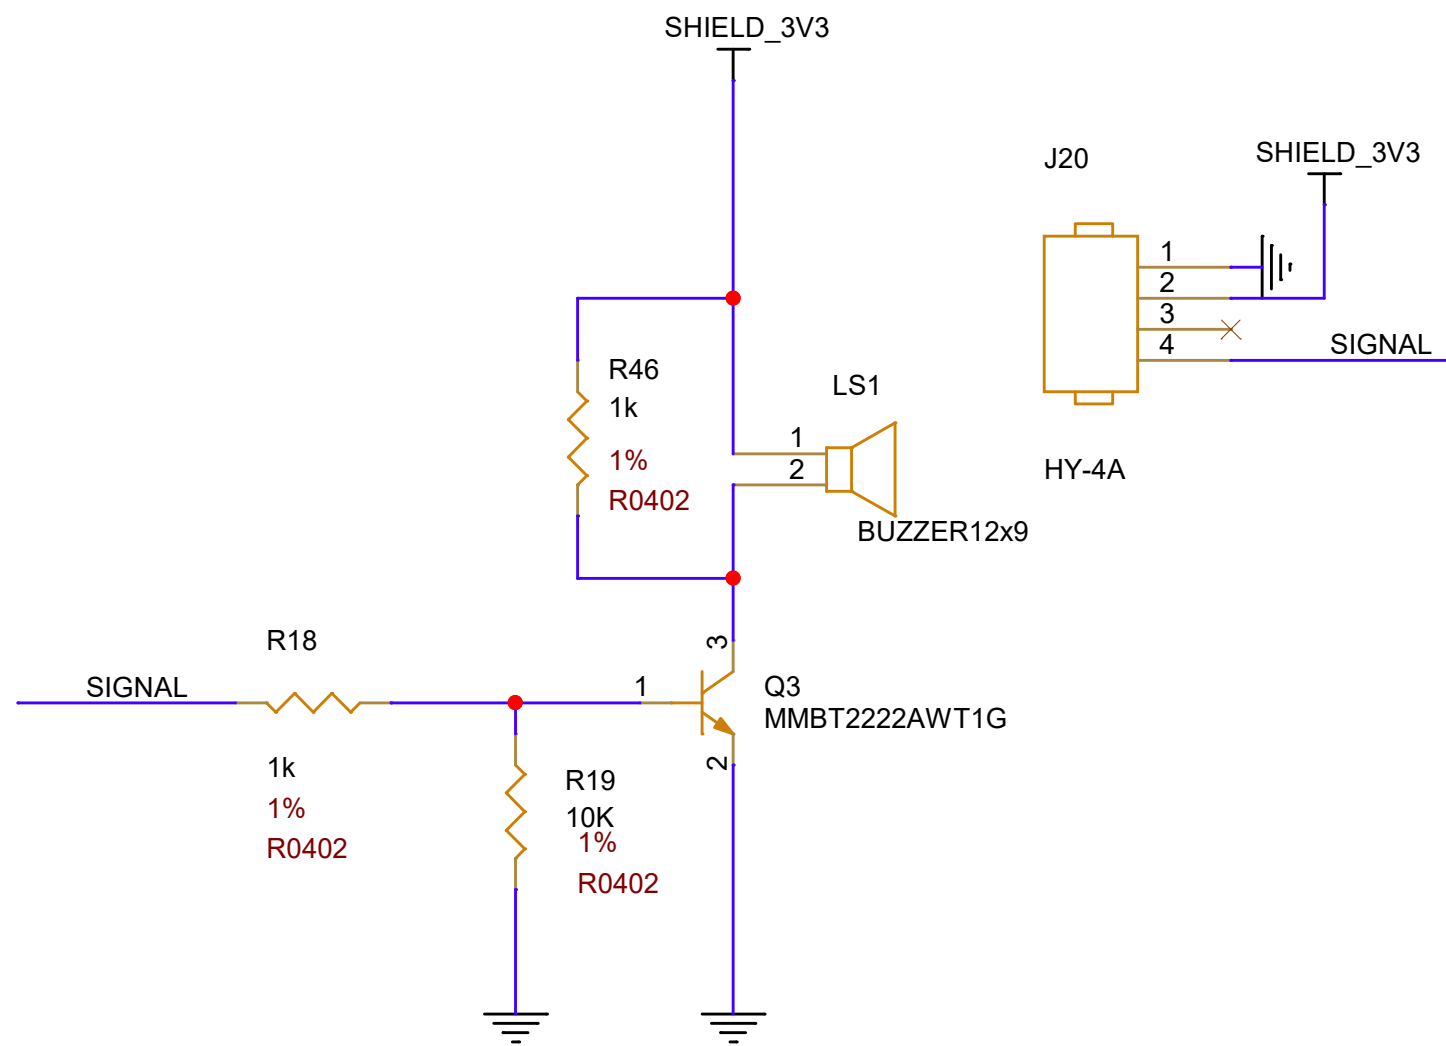 SHIELD_3V3
J20
SHIELD_3V3
1
2
3
4
SIGNAL
HY-4A
R46
1k
1%
R0402
LS1
1
2
BUZZER12x9
R18
SIGNAL
1k
1%
R0402
1
3
2
Q3
MMBT2222AWT1G
R19
10K
1%
R0402